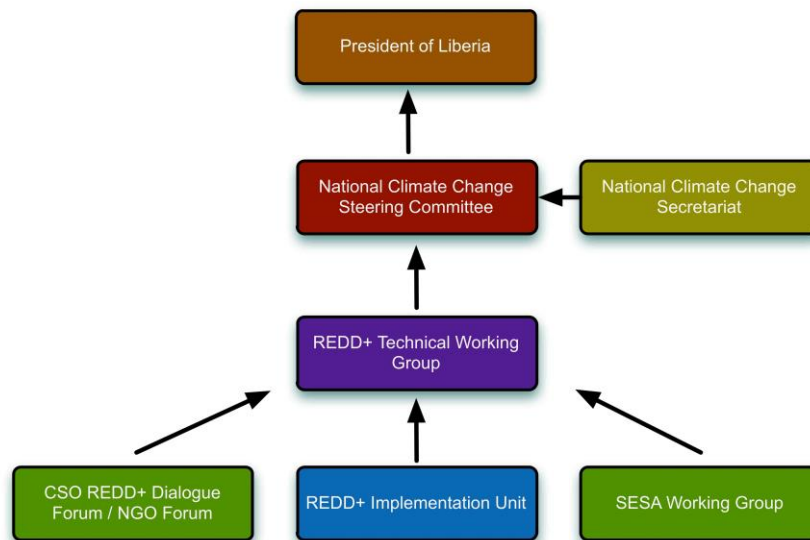 President of Liberia
National Climate Change
Steering Committee
National Climate Change
Secretariat
REDD+ Technical Working
Group
CSO REDD+ Dialogue
Forum / NGO Forum
REDD+ Implementation Unit
SESA Working Group